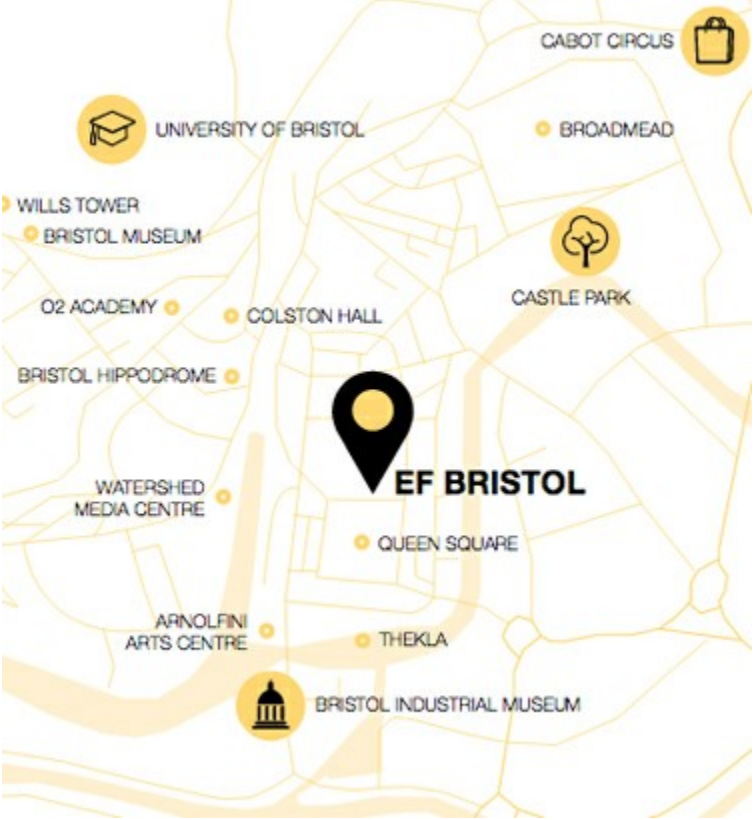 CABOT CIRCUS
UNIVERSITY OF BRISTOL
BROADMEAD
WILLS TOWER
BRISTOL MUSEUM
CASTLE PARK
O2 ACADEMY
COLSTON HALL
BRISTOL HIPPODROME
EF BRISTOL
WATERSHED
MEDIA CENTRE
QUEEN SQUARE
ARNOLFINI
ARTS CENTRE
THEKLA
BRISTOL INDUSTRIAL MUSEUM